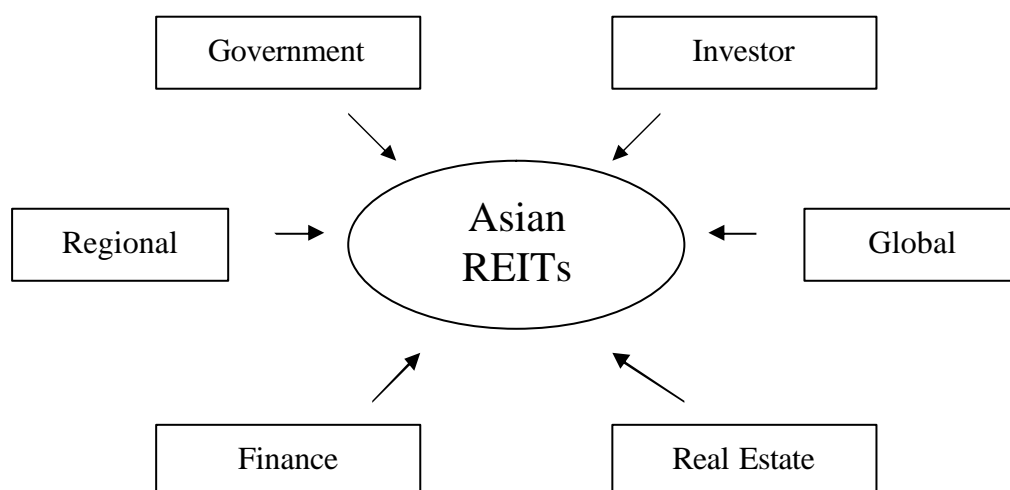 Government
Investor
Regional
Asian
REITs
Global
Finance
Real Estate